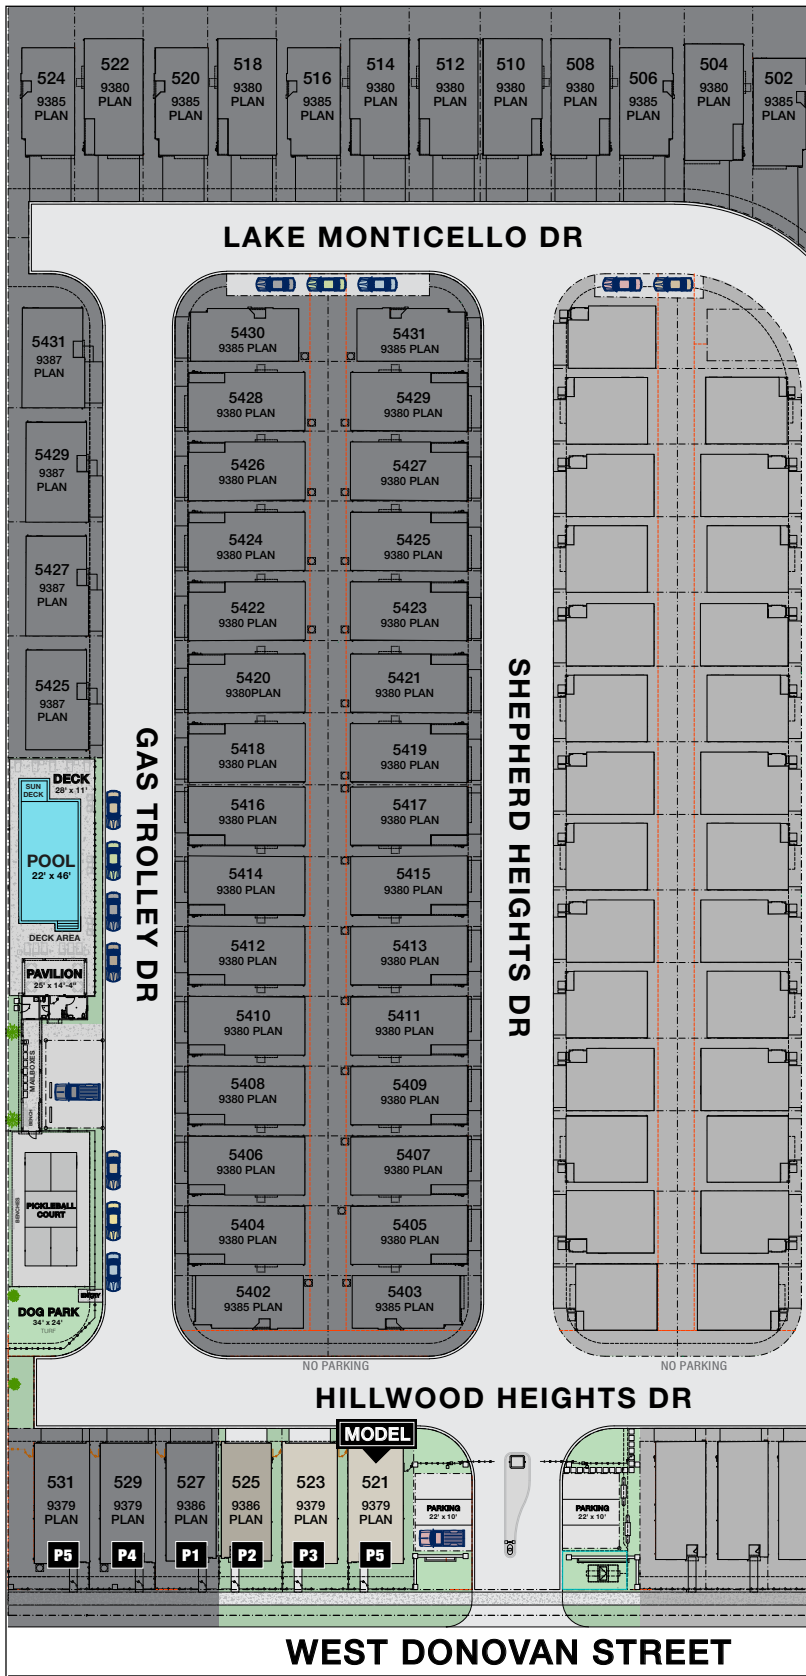 524
9385
PLAN
522
9380
PLAN
520
9385
PLAN
518
9380
PLAN
516
9385
PLAN
514
9380
PLAN
512
9380
PLAN
510
9380
PLAN
508
9380
PLAN
506
9385
PLAN
504
9380
PLAN
502
9385
PLAN
LAKE MONTICELLO DR
5431
9387
PLAN
5429
9387
PLAN
5427
9387
PLAN
5425
9387
PLAN
5430
9385 PLAN
5431
9385 PLAN
5428
9380 PLAN
5429
9380 PLAN
5426
9380 PLAN
5427
9380 PLAN
5424
9380 PLAN
5425
9380 PLAN
5422
9380 PLAN
5423
9380 PLAN
5420
9380PLAN
5421
9380 PLAN
5418
9380 PLAN
5419
9380 PLAN
5416
9380 PLAN
5417
9380 PLAN
5414
9380 PLAN
5415
9380 PLAN
5412
9380 PLAN
5413
9380 PLAN
5410
9380 PLAN
5411
9380 PLAN
5408
9380 PLAN
5409
9380 PLAN
5406
9380 PLAN
5407
9380 PLAN
5404
9380 PLAN
5405
9380 PLAN
5402
9385 PLAN
5403
9385 PLAN
GAS TROLLEY DR
SHEPHERD HEIGHTS DR
DECK
28' x 11'
SUN
DECK
POOL
22' x 46'
DECK AREA
PAVILION
25' x 14'-4"
MAILBOXES
BENCH
BENCHES
PICKLEBALL
COURT
ENTRY
DOG PARK
34' x 24'
TURF
NO PARKING
NO PARKING
HILLWOOD HEIGHTS DR
MODEL
531
9379
PLAN
P5
529
9379
PLAN
P4
527
9386
PLAN
P1
525
9386
PLAN
P2
523
9379
PLAN
P3
521
9379
PLAN
P5
PARKING
22' x 10'
PARKING
22' x 10'
WEST DONOVAN STREET